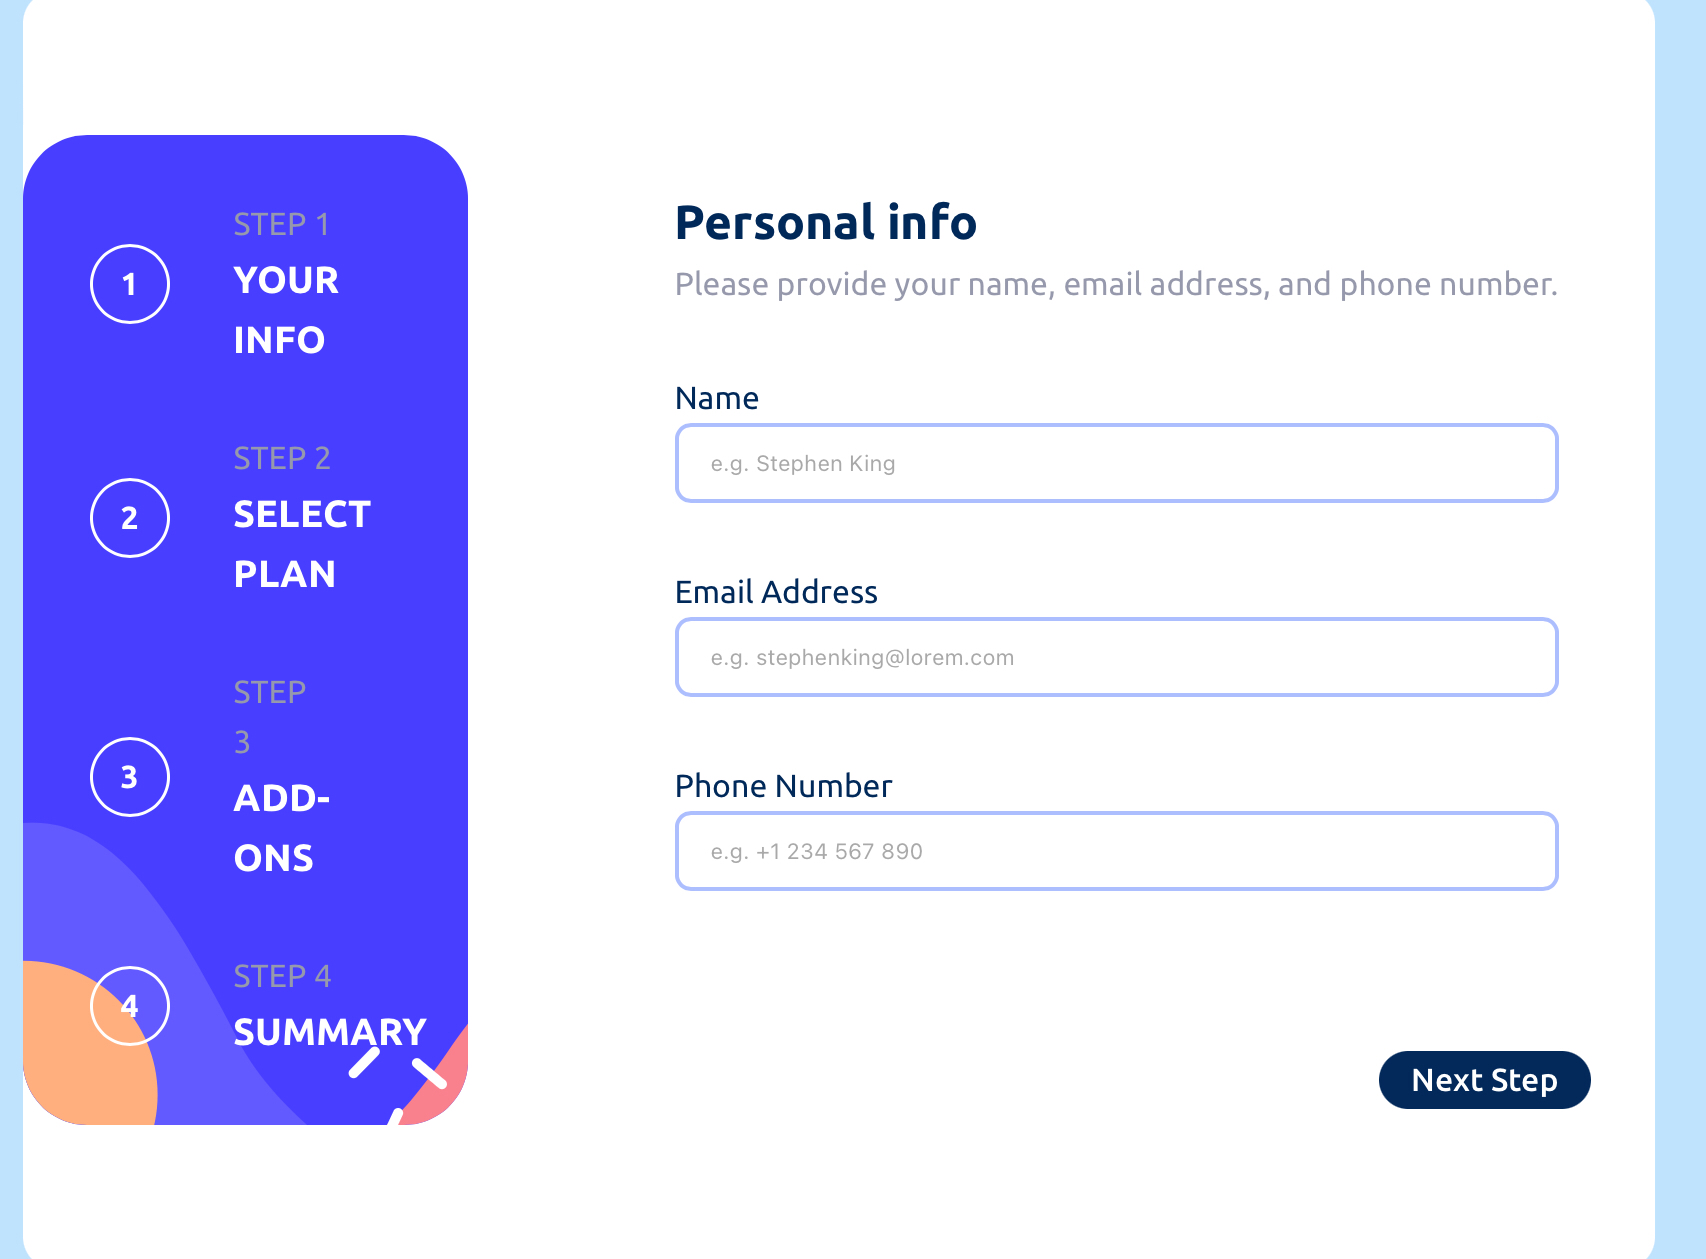 1
STEP 1
YOUR
INFO
2
STEP 2
SELECT
PLAN
3
STEP
3
ADD-
ONS
4
STEP 4
SUMMARY
Personal info
Please provide your name, email address, and phone number.
Name
e.g. Stephen King
Email Address
e.g. stephenking@lorem.com
Phone Number
e.g. +1 234 567 890
Next Step